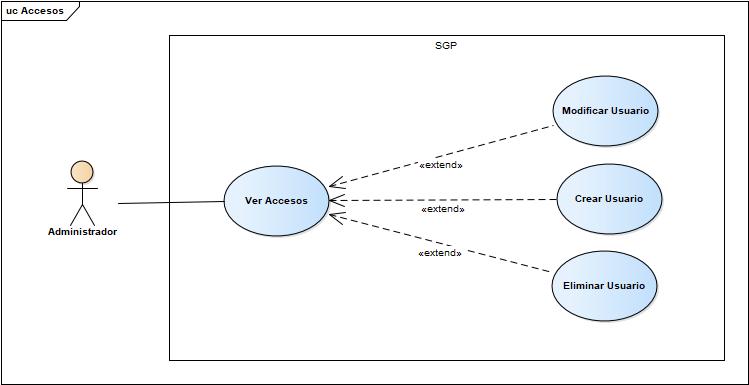 uc Accesos
SGP
Modificar Usuario
«extend»
Ver Accesos
Crear Usuario
«extend»
Administrador
«extend»
Eliminar Usuario